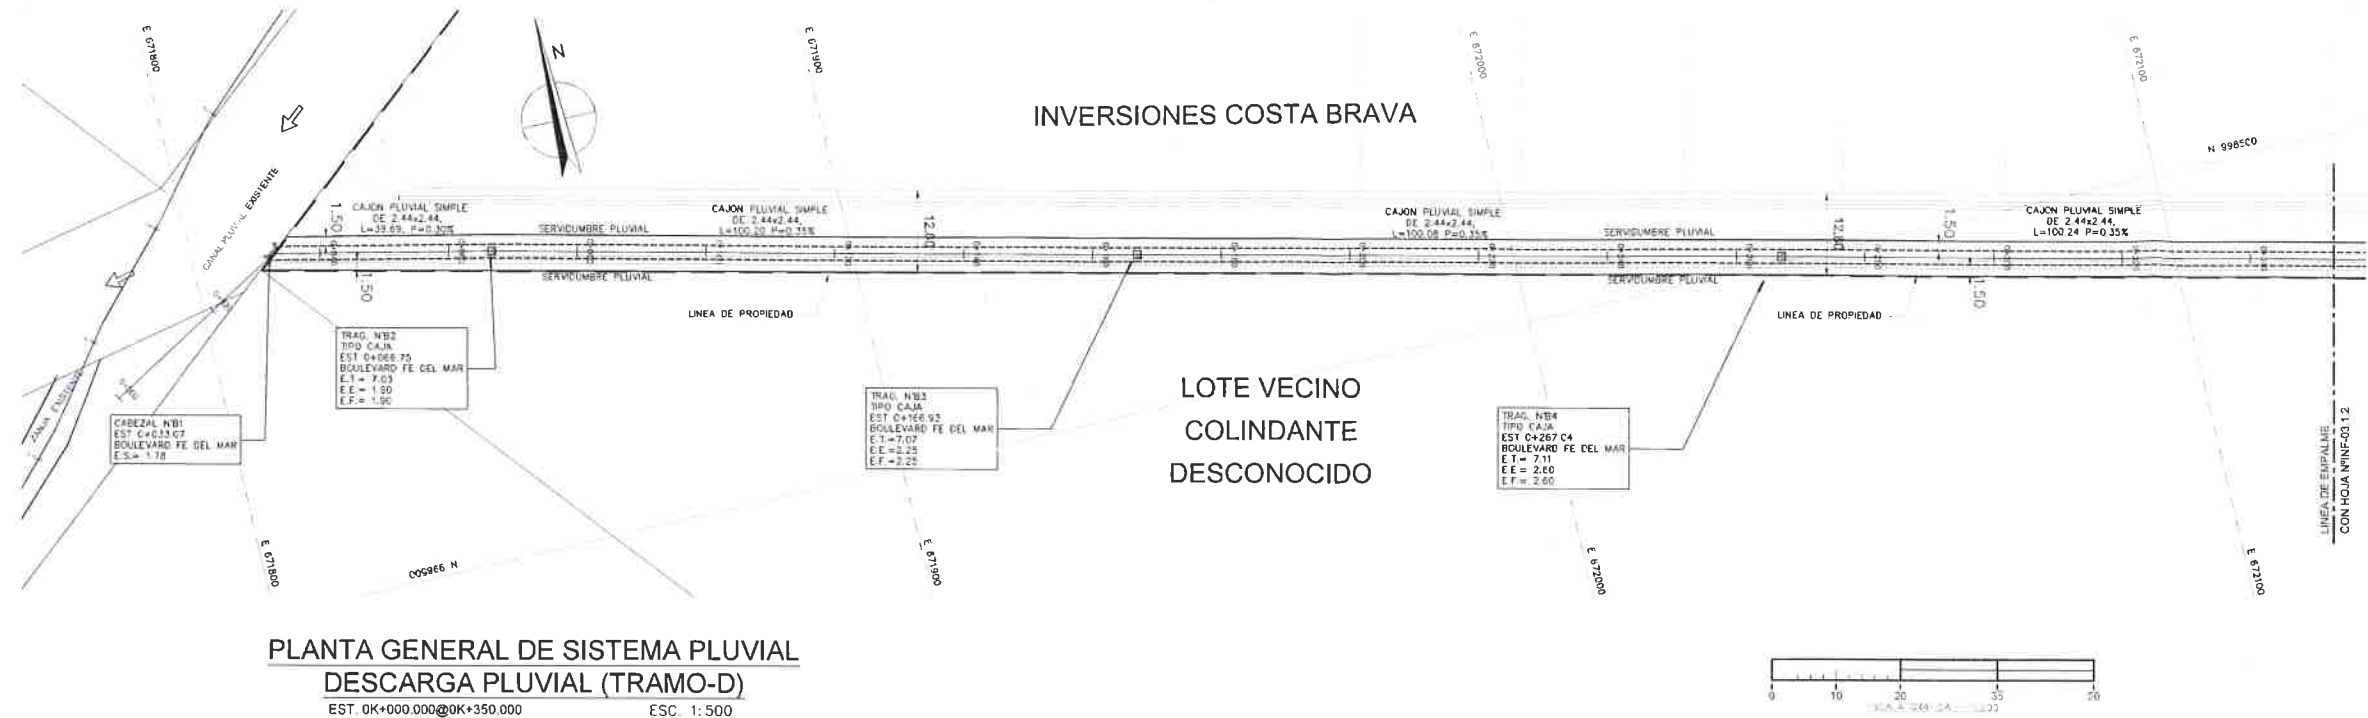 E 671800
E 671900
E 672000
E 672100
N
INVERSIONES COSTA BRAVA
N 998500
CANAL PLUVIAL EXISTENTE
1.50
CAJON PLUVIAL SIMPLE
DE 2.44x2.44,
P=0.30%
SERVIDUMBRE PLUVIAL
CAJON PLUVIAL SIMPLE
DE 2.44x2.44,
L=100.20 P=0.35%
CAJON PLUVIAL SIMPLE
DE 2.44x2.44,
L=100.08 P=0.35%
SERVIDUMBRE PLUVIAL
1.50
CAJON PLUVIAL SIMPLE
DE 2.44x2.44,
L=100.24 P=0.35%
1.50
SERVIDUMBRE PLUVIAL
SERVIDUMBRE PLUVIAL
1.50
LINEA DE PROPIEDAD
LINEA DE PROPIEDAD
TRAG. N°B2
TIPO CAJA
EST 0+066.75
BOULEVARD FE DEL MAR
E.T.= 7.03
E.E.= 1.90
E.F.= 1.90
TRAG. N°B3
TIPO CAJA
EST 0+166.93
BOULEVARD FE DEL MAR
E.T.=7.07
E.E.=2.25
E.F.=2.25
LOTE VECINO
COLINDANTE
DESCONOCIDO
TRAG. N°B4
TIPO CAJA
EST 0+267.04
BOULEVARD FE DEL MAR
E.T.= 7.11
E.E.= 2.60
E.F.= 2.60
CABEZAL N°B1
EST 0+033.07
BOULEVARD FE DEL MAR
E.S.= 1.78
ZANJA EXISTENTE
LINEA DE EMPALME
CON HOJA N°INF-03.1.2
E 671800
N 998500
E 671900
E 672000
E 672100
PLANTA GENERAL DE SISTEMA PLUVIAL
DESCARGA PLUVIAL (TRAMO-D)
EST. 0K+000.000@0K+350.000 ESC. 1:500
0 10 20 35 50